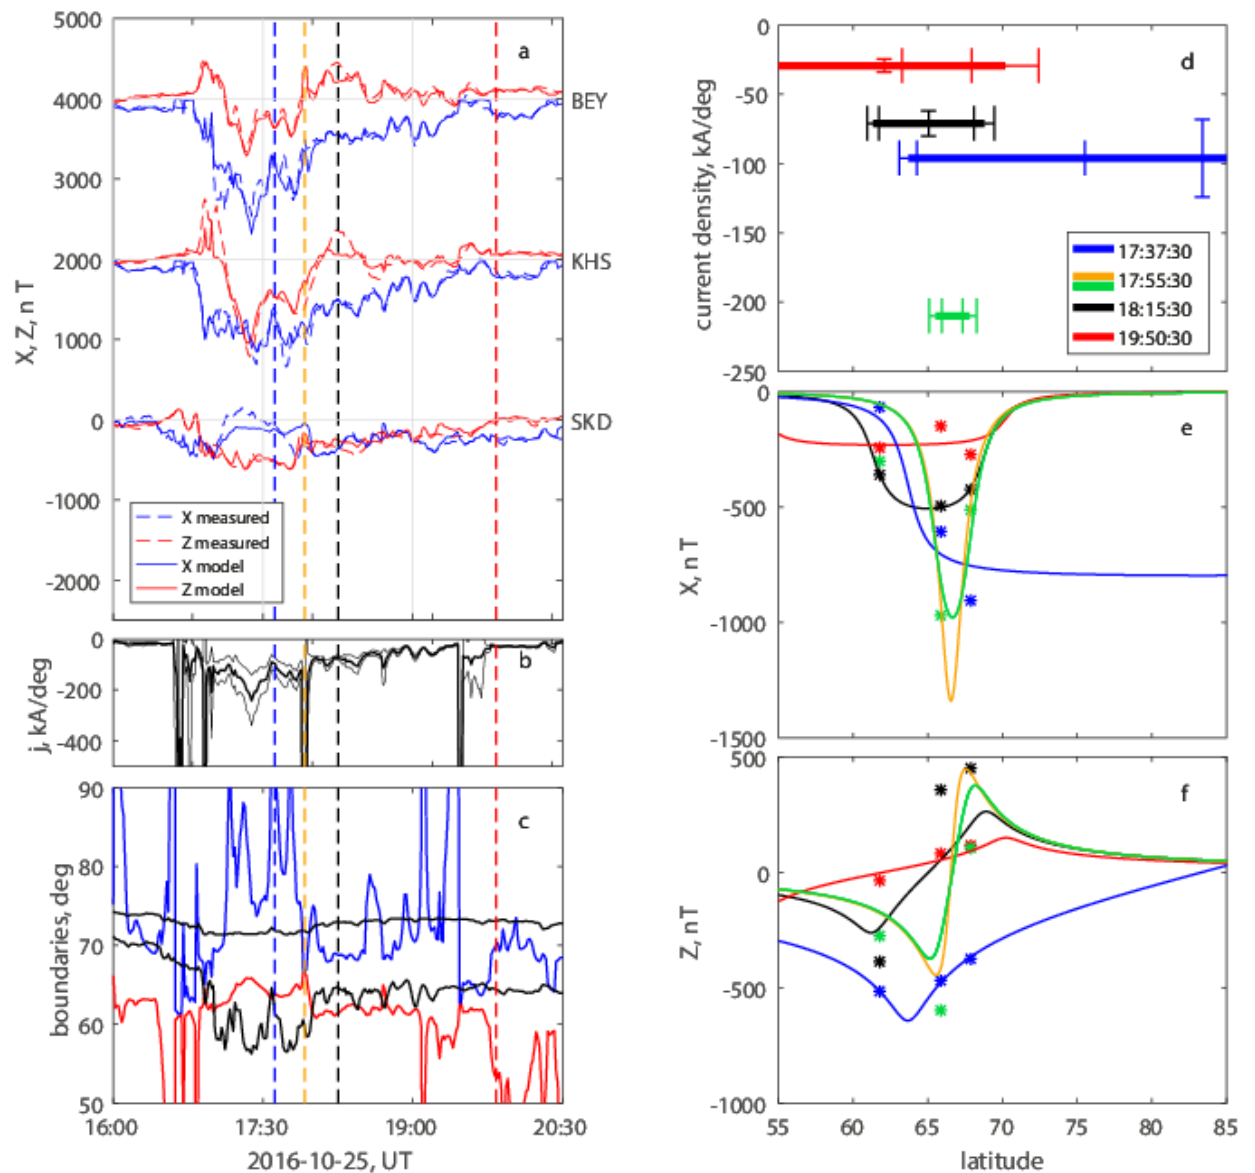 5000
4000
3000
2000
1000
0
-1000
-2000
X, Z, n T
a
BEY
KHS
SKD
X measured
Z measured
X model
Z model
0
-200
-400
j, kA/deg
b
90
80
70
60
50
boundaries, deg
c
16:00
17:30
19:00
20:30
2016-10-25, UT
0
-50
-100
-150
-200
-250
current density, kA/deg
d
17:37:30
17:55:30
18:15:30
19:50:30
0
-500
-1000
-1500
X, n T
e
500
0
-500
-1000
Z, nT
f
55
60
65
70
75
80
85
latitude